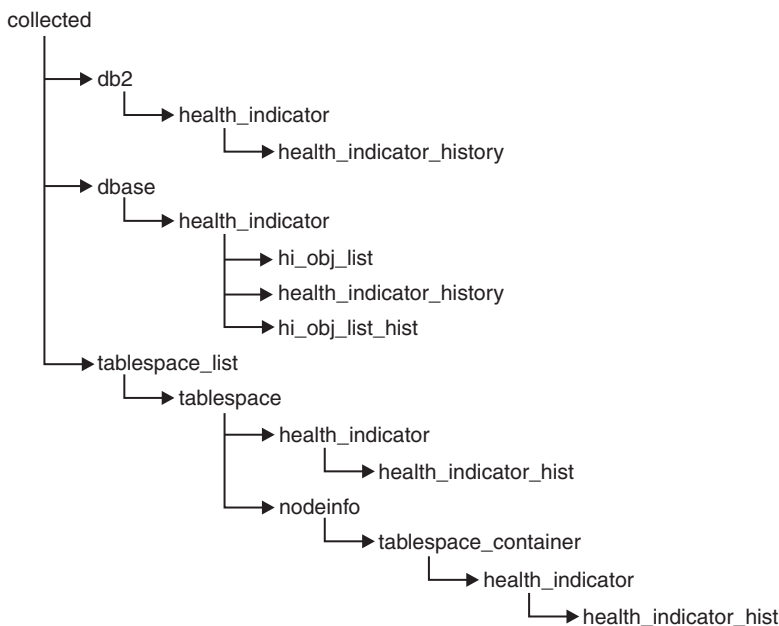 collected
db2
health_indicator
health_indicator_history
dbase
health_indicator
hi_obj_list
health_indicator_history
hi_obj_list_hist
tablespace_list
tablespace
health_indicator
health_indicator_hist
nodeinfo
tablespace_container
health_indicator
health_indicator_hist